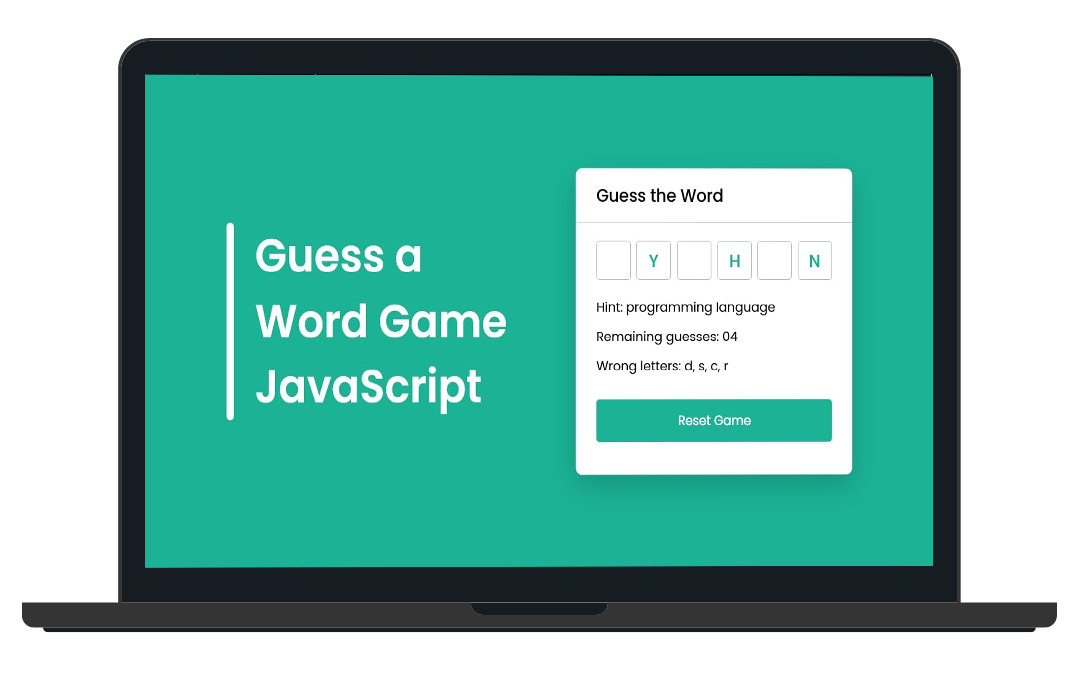 Guess a
Word Game
JavaScript
Guess the Word
Y H N
Hint: programming language
Remaining guesses: 04
Wrong letters: d, s, c, r
Reset Game